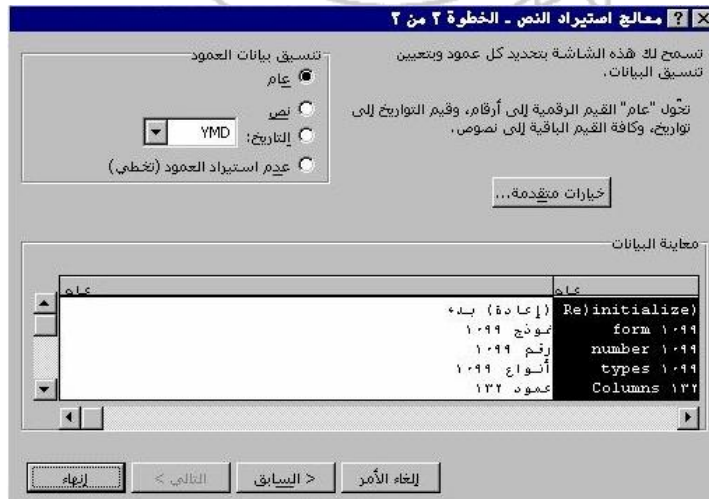 معالج استيراد النص - الخطوة ٣ من ٣
تسمح لك هذه الشاشة بتحديد كل عمود وبتعيين
تنسيق البيانات.
تحّول "عام" القيم الرقمية إلى أرقام، وقيم التواريخ إلى
تواريخ، وكافة القيم الباقية إلى نصوص.
خيارات متقدمة...
تنسيق بيانات العمود
عام
نص
التاريخ: YMD
عدم استيراد العمود (تخطي)
معاينة البيانات
عام عام
Re)initialize) (إعادة) بدء
form ١٠٩٩ نموذج ١٠٩٩
number ١٠٩٩ رقم ١٠٩٩
types ١٠٩٩ أنواع ١٠٩٩
Columns ١٣٢ عمود ١٣٢
إلغاء الأمر < السابق التالي > إنهاء